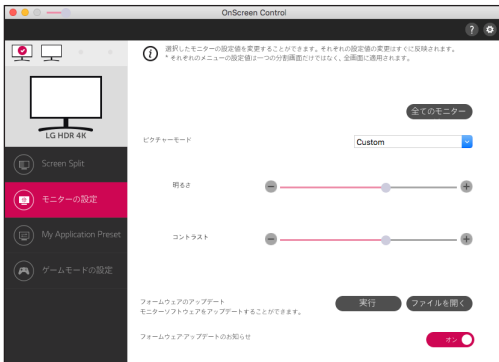 OnScreen Control
?
i 選択したモニターの設定値を変更することができます。それぞれの設定値の変更はすぐに反映されます。
* それぞれのメニューの設定値は一つの分割画面だけではなく、全画面に適用されます。
全てのモニター
LG HDR 4K
ピクチャーモード Custom
Screen Split
明るさ
モニターの設定
My Application Preset
コントラスト
ゲームモードの設定
フォームウェアのアップデート
モニターソフトウェアをアップデートすることができます。
実行 ファイルを開く
フォームウェア アップデートのお知らせ オン